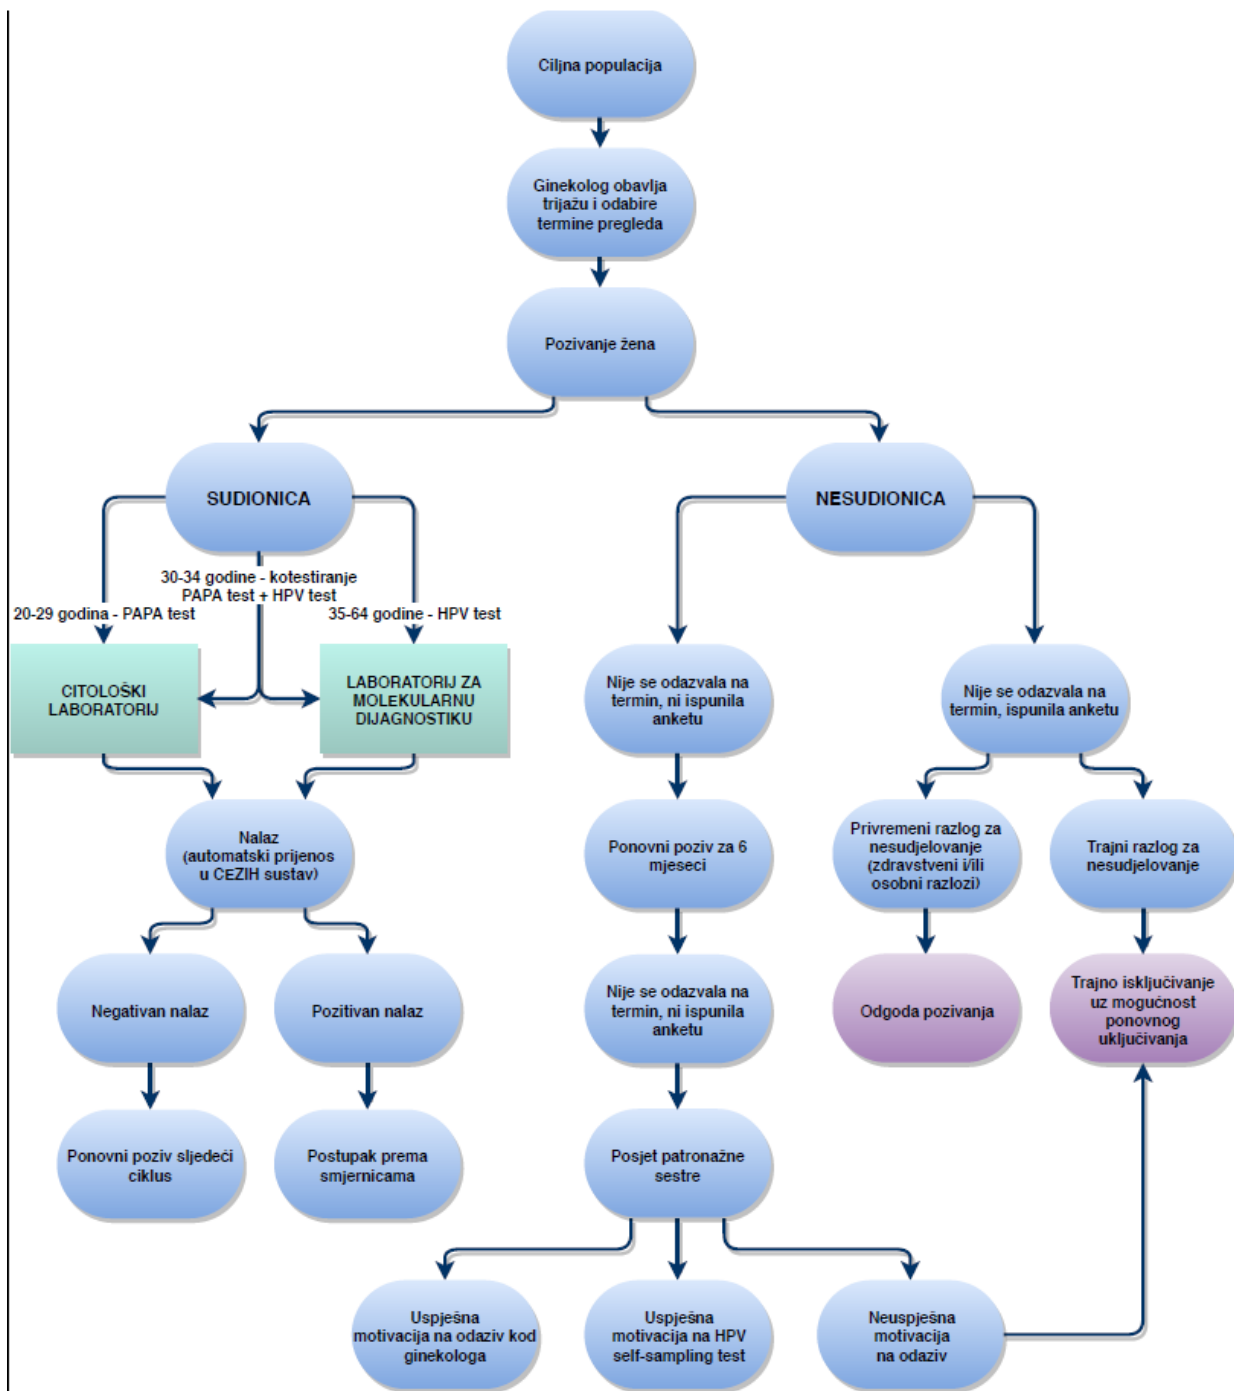 Ciljna populacija
Ginekolog obavlja
trijažu i odabire
termine pregleda
Pozivanje žena
SUDIONICA
NESUDIONICA
30-34 godine - kotestiranje
PAPA test + HPV test
20-29 godina - PAPA test
35-64 godine - HPV test
CITOLOŠKI
LABORATORIJ
LABORATORIJ ZA
MOLEKULARNU
DIJAGNOSTIKU
Nije se odazvala na
termin, ni ispunila
anketu
Nije se odazvala na
termin, ispunila anketu
Nalaz
(automatski prijenos
u CEZIH sustav)
Ponovni poziv za 6
mjeseci
Privremeni razlog za
nesudjelovanje
(zdravstveni i/ili
osobni razlozi)
Trajni razlog za
nesudjelovanje
Negativan nalaz
Pozitivan nalaz
Nije se odazvala na
termin, ni ispunila
anketu
Odgoda pozivanja
Trajno isključivanje
uz mogućnost
ponovnog
uključivanja
Ponovni poziv sljedeći
ciklus
Postupak prema
smjernicama
Posjet patronažne
sestre
Uspješna
motivacija na odaziv kod
ginekologa
Uspješna
motivacija na HPV
self-sampling test
Neuspješna
motivacija
na odaziv